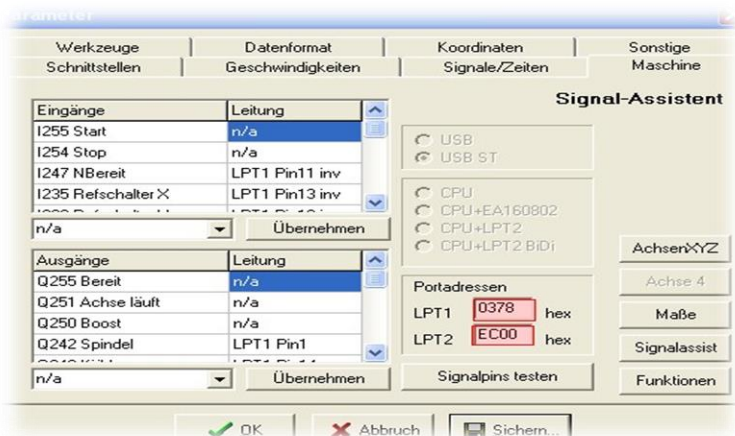 Parameter
Werkzeuge Datenformat Koordinaten Sonstige
Schnittstellen Geschwindigkeiten Signale/Zeiten Maschine
Signal-Assistent
Eingänge Leitung
I255 Start n/a
I254 Stop n/a
I247 NBereit LPT1 Pin11 inv
I235 Refschalter X LPT1 Pin13 inv
n/a Übernehmen
Ausgänge Leitung
Q255 Bereit n/a
Q251 Achse läuft n/a
Q250 Boost n/a
Q242 Spindel LPT1 Pin1
n/a Übernehmen
USB
USB ST
CPU
CPU+EA160802
CPU+LPT2
CPU+LPT2 BiDi
Portadressen
LPT1 0378 hex
LPT2 EC00 hex
Signalpins testen
AchsenXYZ
Achse 4
Maße
Signalassist
Funktionen
OK Abbruch Sichern...